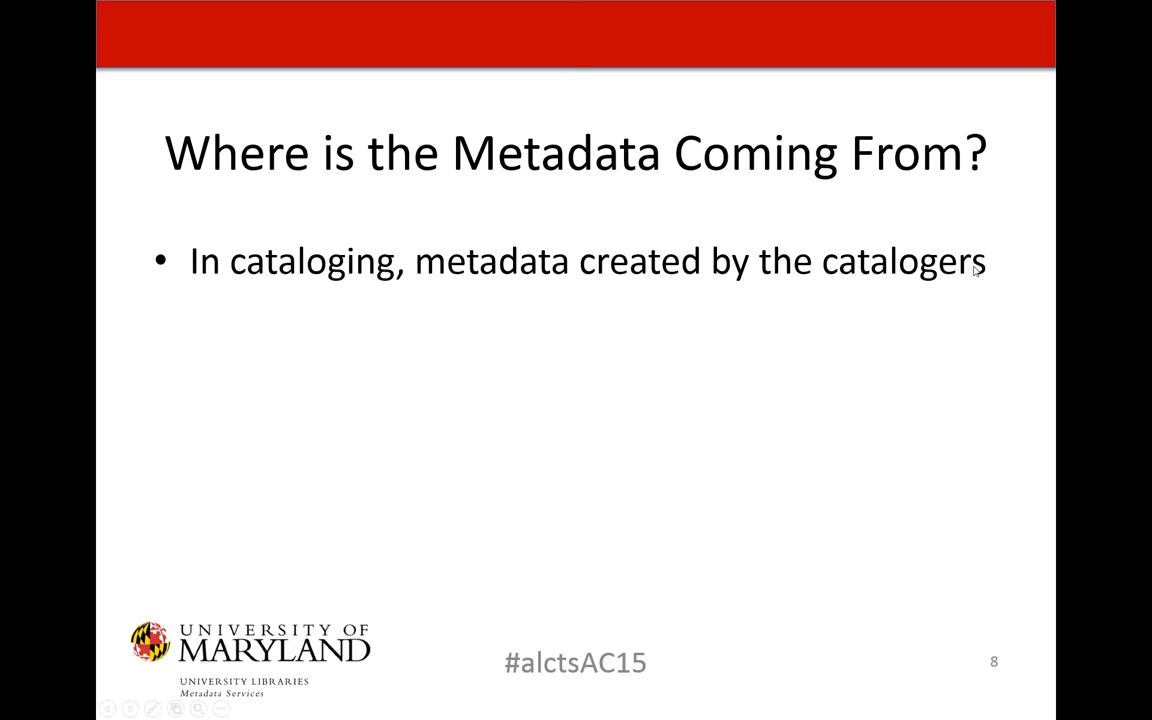 Where is the Metadata Coming From?
• In cataloging, metadata created by the catalogers
UNIVERSITY OF
MARYLAND
UNIVERSITY LIBRARIES
Metadata Services
#alctsAC15
8